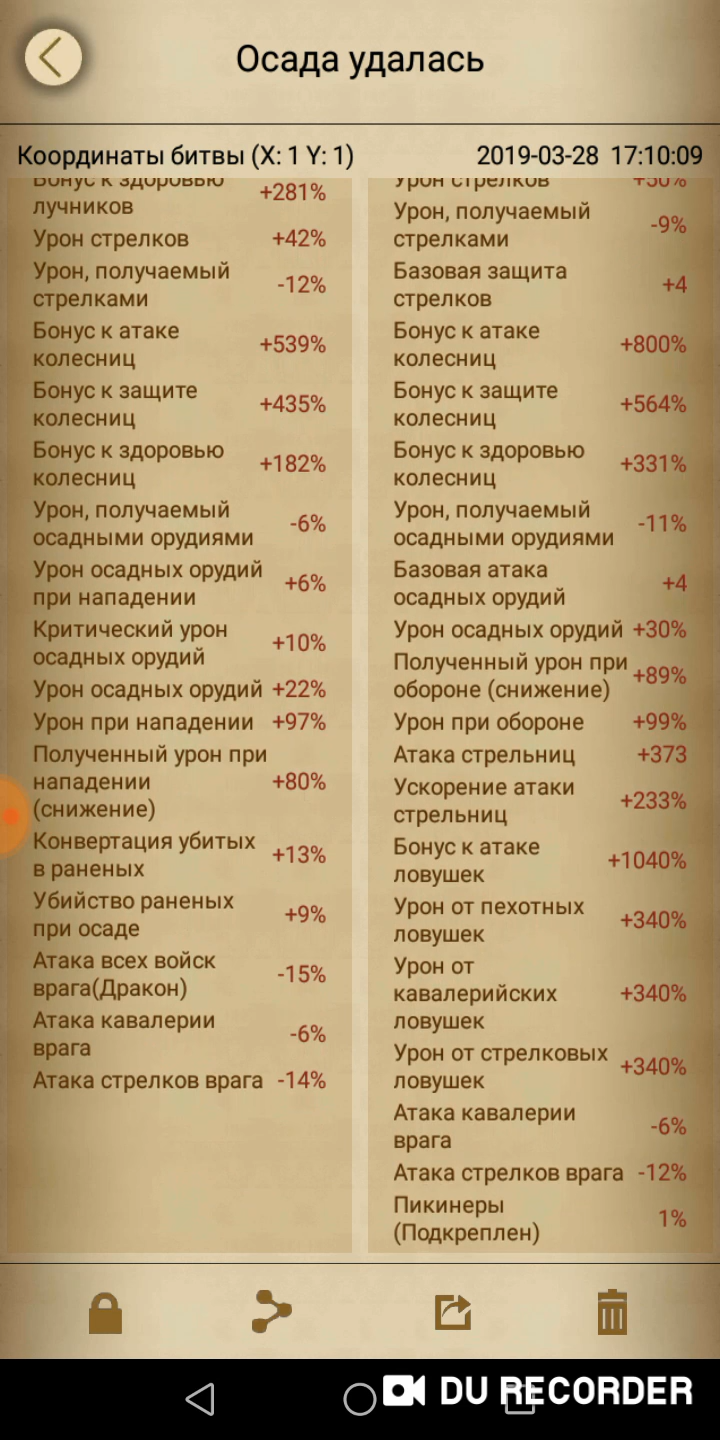 Осада удалась
Координаты битвы (X: 1 Y: 1) 2019-03-28 17:10:09
Бонус к здоровью
лучников +281%
Урон стрелков +42%
Урон, получаемый
стрелками -12%
Бонус к атаке
колесниц +539%
Бонус к защите
колесниц +435%
Бонус к здоровью
колесниц +182%
Урон, получаемый
осадными орудиями -6%
Урон осадных орудий
при нападении +6%
Критический урон
осадных орудий +10%
Урон осадных орудий +22%
Урон при нападении +97%
Полученный урон при
нападении +80%
(снижение)
Конвертация убитых
в раненых +13%
Убийство раненых
при осаде +9%
Атака всех войск
врага(Дракон) -15%
Атака кавалерии
врага -6%
Атака стрелков врага -14%
Урон стрелков +50%
Урон, получаемый
стрелками -9%
Базовая защита
стрелков +4
Бонус к атаке
колесниц +800%
Бонус к защите
колесниц +564%
Бонус к здоровью
колесниц +331%
Урон, получаемый
осадными орудиями -11%
Базовая атака
осадных орудий +4
Урон осадных орудий +30%
Полученный урон при
обороне (снижение) +89%
Урон при обороне +99%
Атака стрельниц +373
Ускорение атаки
стрельниц +233%
Бонус к атаке
ловушек +1040%
Урон от пехотных
ловушек +340%
Урон от
кавалерийских +340%
ловушек
Урон от стрелковых
ловушек +340%
Атака кавалерии
врага -6%
Атака стрелков врага -12%
Пикинеры
(Подкреплен) 1%
DU RECORDER